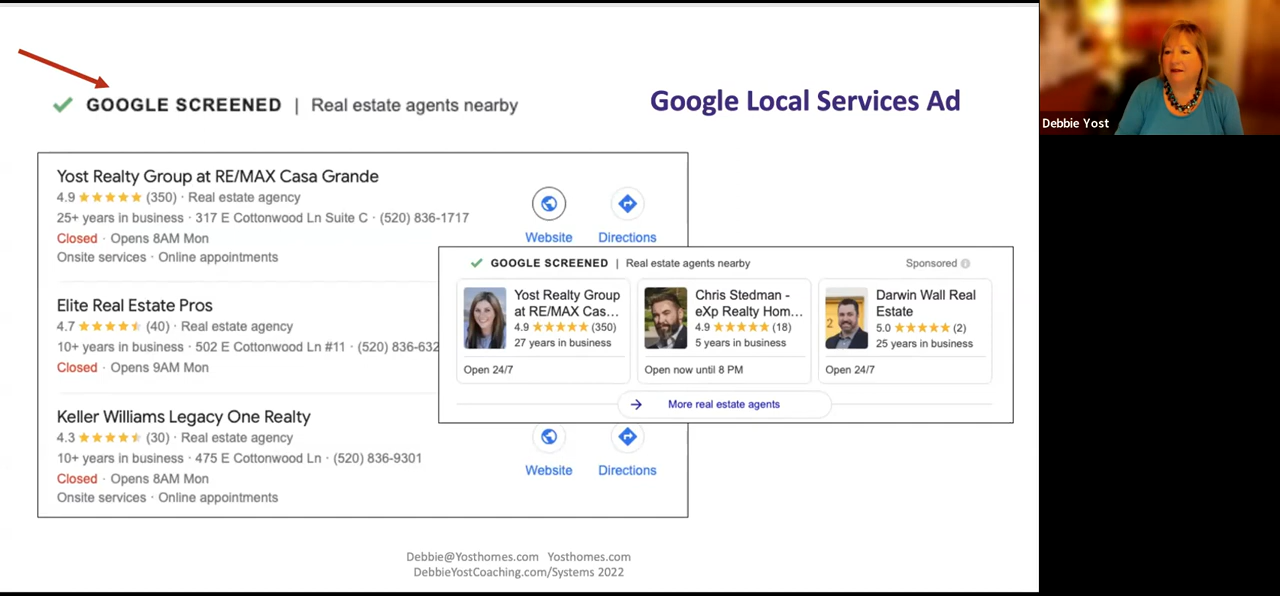 GOOGLE SCREENED | Real estate agents nearby
Google Local Services Ad
Debbie Yost
Yost Realty Group at RE/MAX Casa Grande
4.9 (350) · Real estate agency
25+ years in business · 317 E Cottonwood Ln Suite C · (520) 836-1717
Closed · Opens 8AM Mon
Onsite services · Online appointments
Website
Directions
Elite Real Estate Pros
4.7 (40) · Real estate agency
10+ years in business · 502 E Cottonwood Ln #11 · (520) 836-632
Closed · Opens 9AM Mon
Keller Williams Legacy One Realty
4.3 (30) · Real estate agency
10+ years in business · 475 E Cottonwood Ln · (520) 836-9301
Closed · Opens 8AM Mon
Onsite services · Online appointments
Website
Directions
GOOGLE SCREENED | Real estate agents nearby
Sponsored
Yost Realty Group
at RE/MAX Cas...
4.9 (350)
27 years in business
Open 24/7
Chris Stedman -
eXp Realty Hom...
4.9 (18)
5 years in business
Open now until 8 PM
2
Darwin Wall Real
Estate
5.0 (2)
25 years in business
Open 24/7
More real estate agents
Debbie@Yosthomes.com Yosthomes.com
DebbieYostCoaching.com/Systems 2022